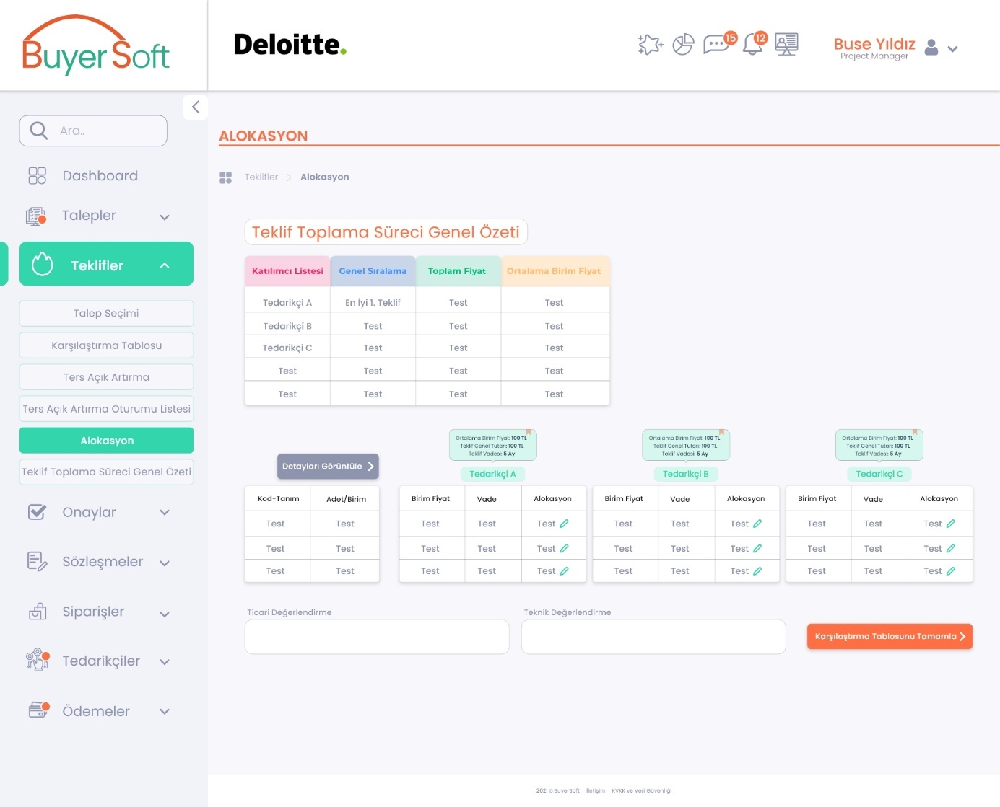 BuyerSoft
Deloitte.
15
12
Buse Yıldız
Project Manager
Ara..
Dashboard
Talepler
Teklifler
Talep Seçimi
Karşılaştırma Tablosu
Ters Açık Artırma
Ters Açık Artırma Oturumu Listesi
Alokasyon
Teklif Toplama Süreci Genel Özeti
Onaylar
Sözleşmeler
Siparişler
Tedarikçiler
Ödemeler
ALOKASYON
Teklifler > Alokasyon
Teklif Toplama Süreci Genel Özeti
Katılımcı Listesi Genel Sıralama Toplam Fiyat Ortalama Birim Fiyat
Tedarikçi A En İyi 1. Teklif Test Test
Tedarikçi B Test Test Test
Tedarikçi C Test Test Test
Test Test Test Test
Test Test Test Test
Detayları Görüntüle
Ortalama Birim Fiyat: 100 TL
Teklif Genel Tutarı: 100 TL
Teklif Vadesi: 5 Ay
Tedarikçi A
Ortalama Birim Fiyat: 100 TL
Teklif Genel Tutarı: 100 TL
Teklif Vadesi: 5 Ay
Tedarikçi B
Ortalama Birim Fiyat: 100 TL
Teklif Genel Tutarı: 100 TL
Teklif Vadesi: 5 Ay
Tedarikçi C
Kod-Tanım Adet/Birim Birim Fiyat Vade Alokasyon Birim Fiyat Vade Alokasyon Birim Fiyat Vade Alokasyon
Test Test Test Test Test Test Test Test Test Test Test
Test Test Test Test Test Test Test Test Test Test Test
Test Test Test Test Test Test Test Test Test Test Test
Ticari Değerlendirme
Teknik Değerlendirme
Karşılaştırma Tablosunu Tamamla
2021 © BuyerSoft İletişim KVKK ve Veri Güvenliği